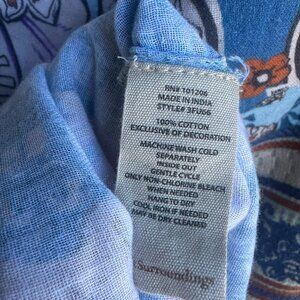 RN# 101206
MADE IN INDIA
STYLE# 3FU66
100% COTTON
EXCLUSIVE OF DECORATION
MACHINE WASH COLD
SEPARATELY
INSIDE OUT
GENTLE CYCLE
ONLY NON-CHLORINE BLEACH
WHEN NEEDED
HANG TO DRY
COOL IRON IF NEEDED
MAY BE DRY CLEANED
Surroundings